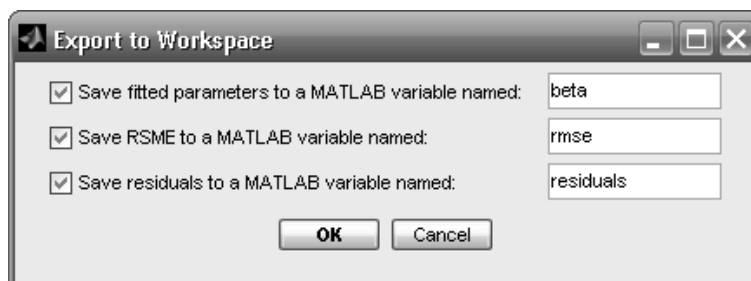 Export to Workspace
Save fitted parameters to a MATLAB variable named: beta
Save RSME to a MATLAB variable named: rmse
Save residuals to a MATLAB variable named: residuals
OK Cancel